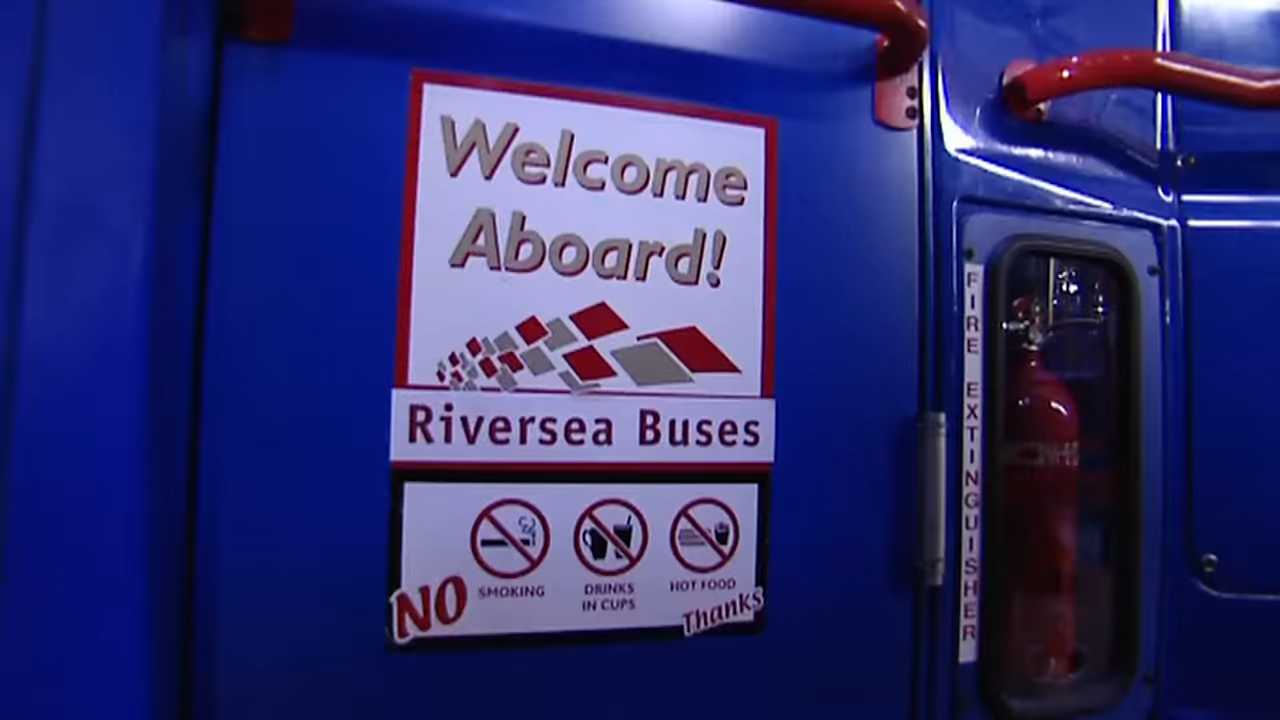 Welcome
Aboard!
Riversea Buses
NO
SMOKING
DRINKS
IN CUPS
HOT FOOD
Thanks
FIRE EXTINGUISHER